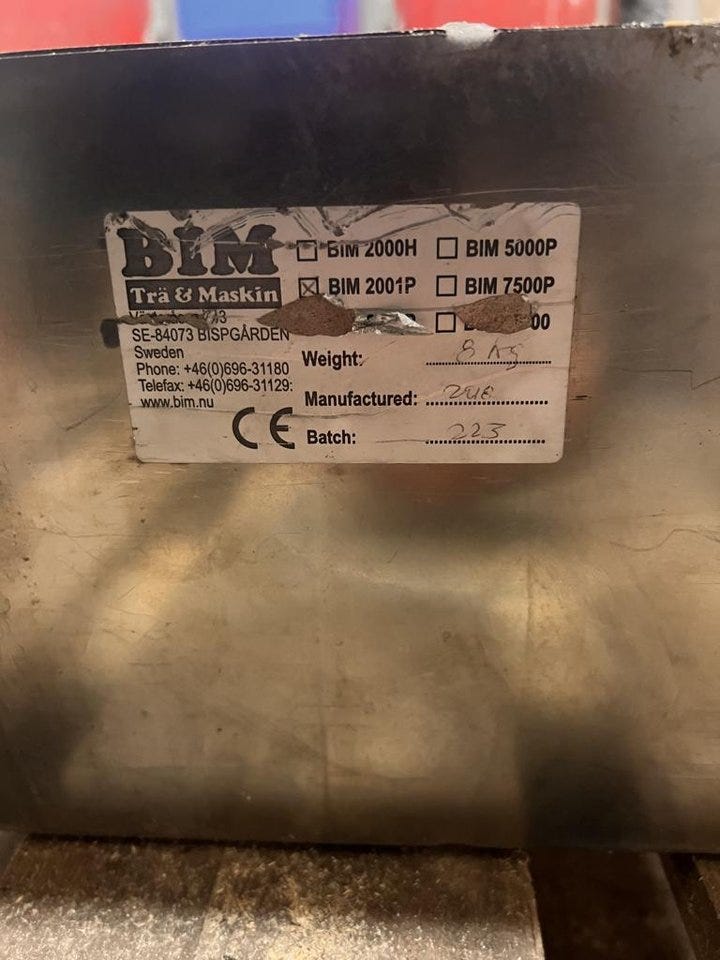 BIM
Trä & Maskin
SE-84073 BISPGÅRDEN
Sweden
Phone: +46(0)696-31180
Telefax: +46(0)696-31129:
www.bim.nu
CE
☐ BIM 2000H ☐ BIM 5000P
☒ BIM 2001P ☐ BIM 7500P
☐ 00
Weight: 8 kg
Manufactured:
Batch: 223